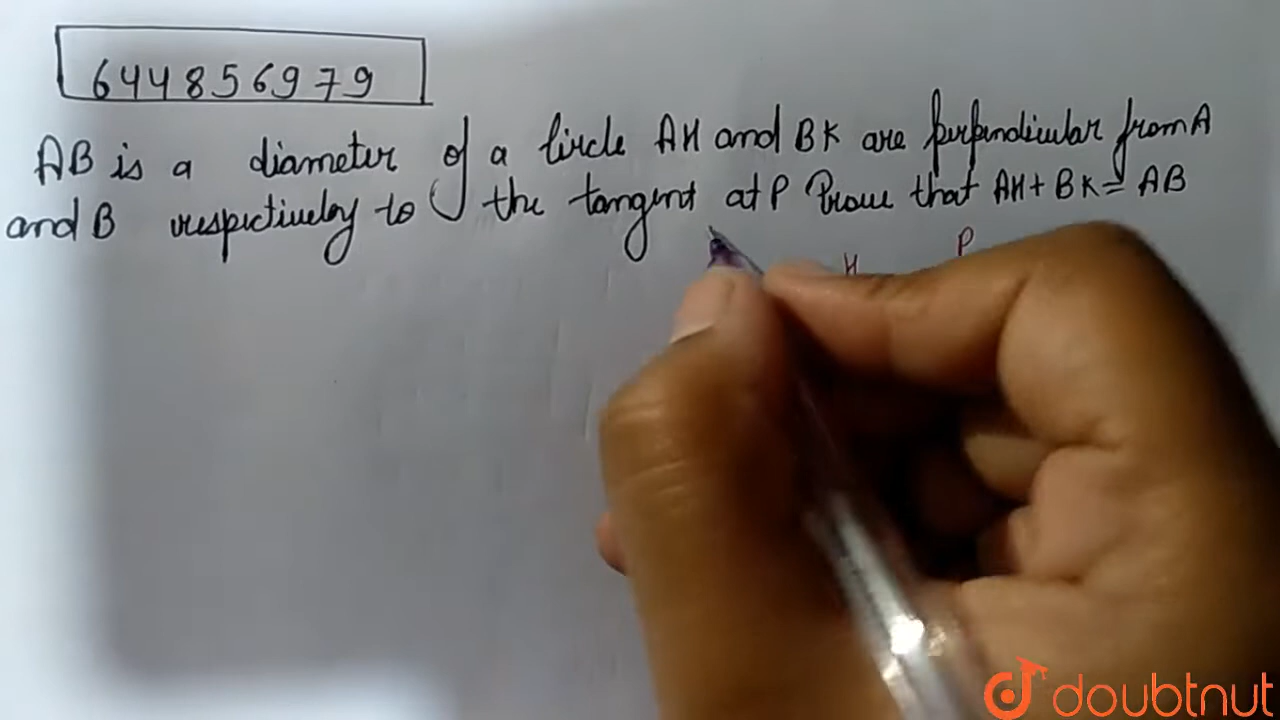 644856979
AB is a diameter of a Circle AH and BK are perpendicular from A
and B respectively to the tangent at P Prove that AH + BK = AB
H P
doubtnut